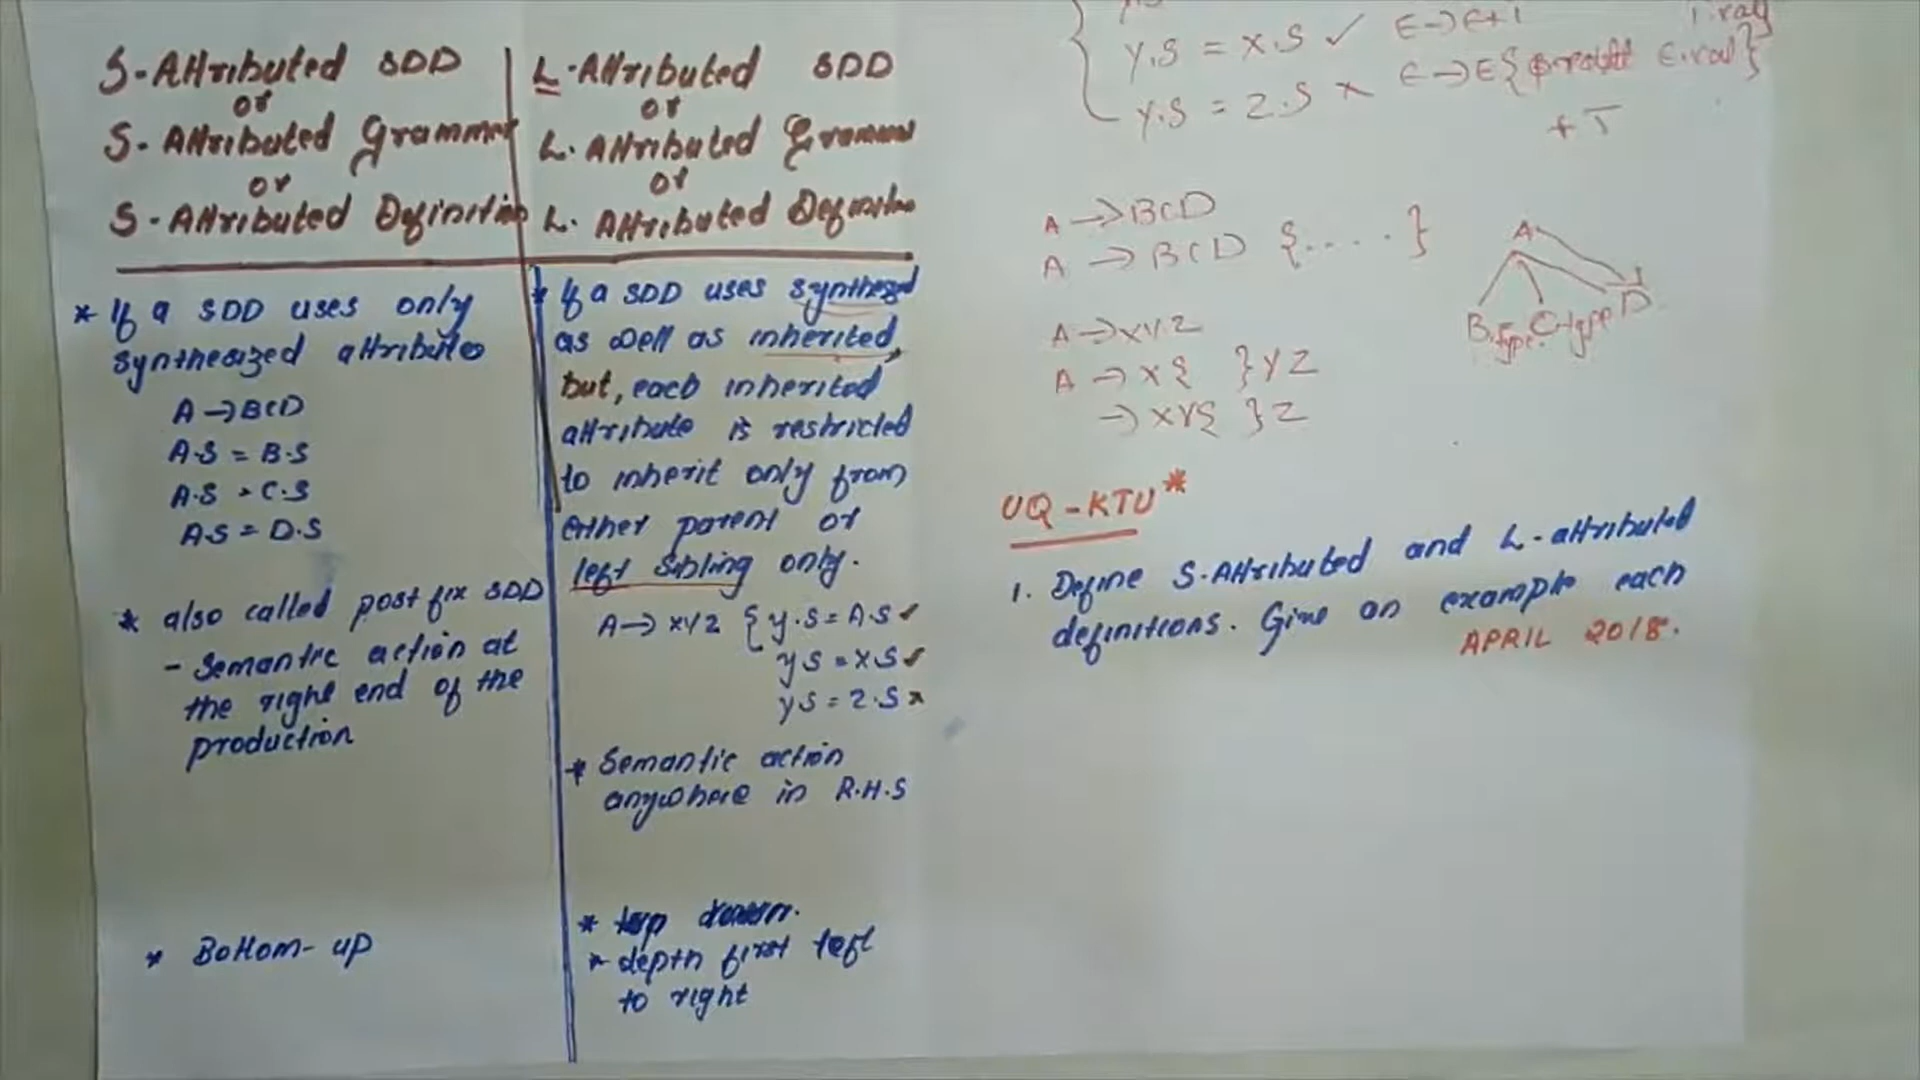 S-Attributed SDD
or
S-Attributed Grammar
or
S-Attributed Definition
* If a SDD uses only
synthesized attributes
A → BCD
A.S = B.S
A.S = C.S
A.S = D.S
* also called postfix SDD
- Semantic action at
the right end of the
production
* Bottom-up
L-Attributed SDD
or
L-Attributed Grammar
or
L-Attributed Definition
* If a SDD uses synthesized
as well as inherited,
but, each inherited
attribute is restricted
to inherit only from
either parent or
left sibling only.
A → XYZ { Y.S = A.S ✓
Y.S = X.S ✓
Y.S = Z.S x
* Semantic action
anywhere in R.H.S
* top down.
* depth first left
to right
Y.S = X.S ✓ E → E+T
Y.S = Z.S x E → E{ E.val}
+ T
A → BCD
A → BCD {.....}
A → XYZ
A → X{ }YZ
→ XY{ }Z
A
B.type C.type D
UQ - KTU *
1. Define S-Attributed and L-attributed
definitions. Give an example each
APRIL 2018.